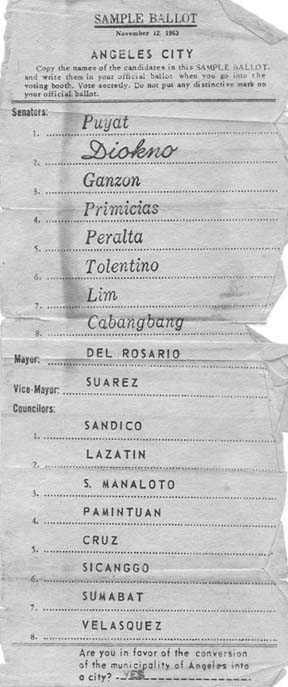 SAMPLE BALLOT
November 12, 1963
ANGELES CITY
Copy the names of the candidates in this SAMPLE BALLOT,
and write them in your official ballot when you go into the
voting booth. Vote secretly. Do not put any distinctive mark on
your official ballot.
Senators:
1. Puyat
2. Diokno
3. Ganzon
4. Primicias
5. Peralta
6. Tolentino
7. Lim
8. Cabangbang
Mayor: DEL ROSARIO
Vice-Mayor: SUAREZ
Councilors:
1. SANDICO
2. LAZATIN
3. S. MANALOTO
4. PAMINTUAN
5. CRUZ
6. SICANGGO
7. SUMABAT
8. VELASQUEZ
Are you in favor of the conversion
of the municipality of Angeles into
a city? YES